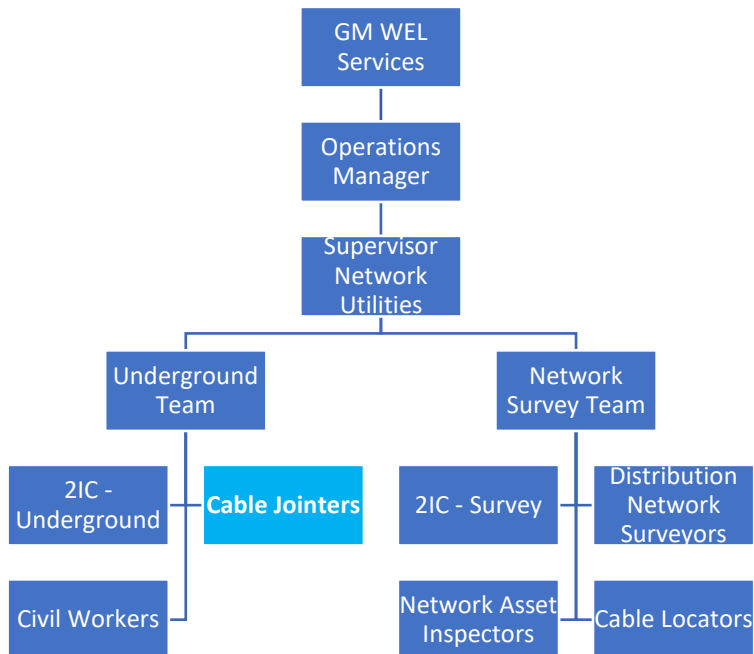 GM WEL
Services
Operations
Manager
Supervisor
Network
Utilities
Underground
Team
Network
Survey Team
2IC -
Underground
Cable Jointers
2IC - Survey
Distribution
Network
Surveyors
Civil Workers
Network Asset
Inspectors
Cable Locators